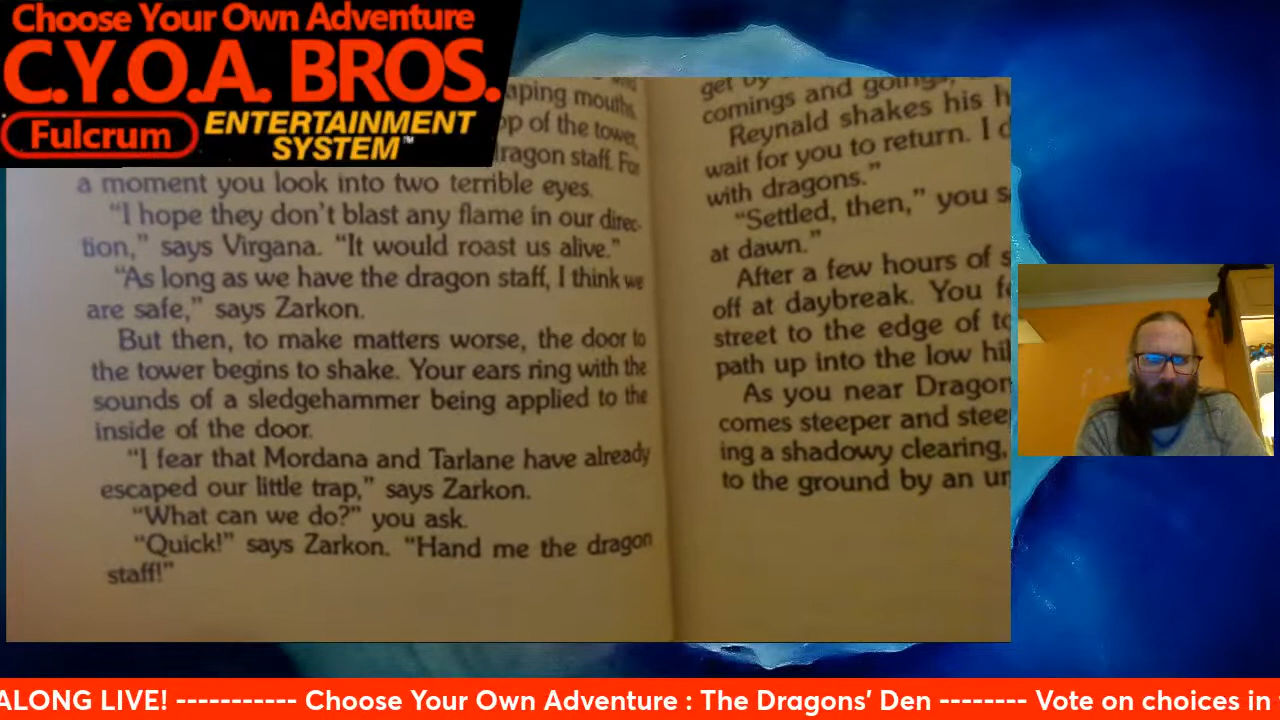 Choose Your Own Adventure
C.Y.O.A. BROS.
Fulcrum
ENTERTAINMENT
SYSTEM™
aping mouths.
op of the tower,
ragon staff. For
a moment you look into two terrible eyes.
"I hope they don't blast any flame in our direc-
tion," says Virgana. "It would roast us alive."
"As long as we have the dragon staff, I think we
are safe," says Zarkon.
But then, to make matters worse, the door to
the tower begins to shake. Your ears ring with the
sounds of a sledgehammer being applied to the
inside of the door.
"I fear that Mordana and Tarlane have already
escaped our little trap," says Zarkon.
"What can we do?" you ask.
"Quick!" says Zarkon. "Hand me the dragon
staff!"
get by
comings and goings,
Reynald shakes his h
wait for you to return. I d
with dragons."
"Settled, then," you s
at dawn."
After a few hours of s
off at daybreak. You fo
street to the edge of to
path up into the low hil
As you near Dragon
comes steeper and steep
ing a shadowy clearing,
to the ground by an un
ALONG LIVE! ----------- Choose Your Own Adventure : The Dragons' Den -------- Vote on choices in